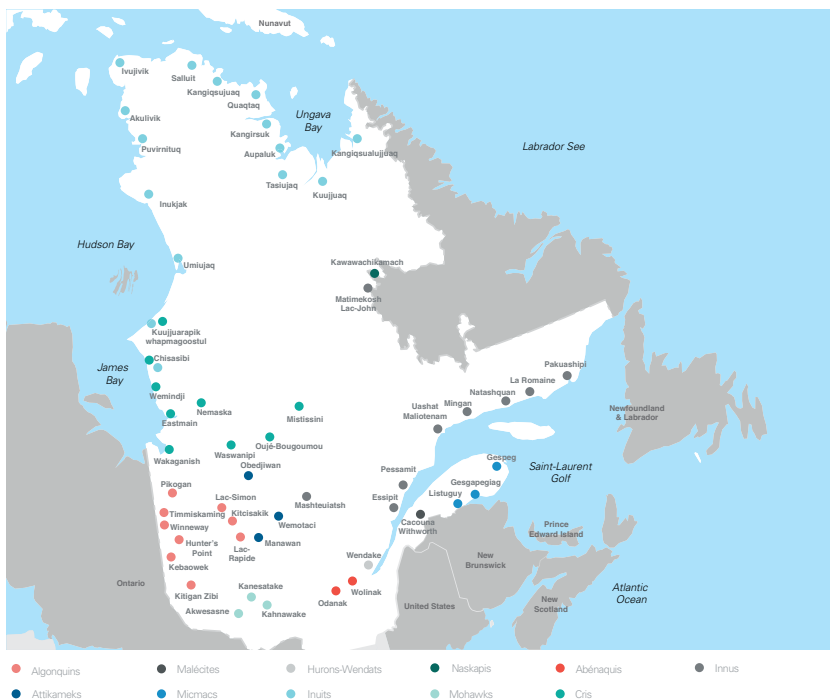 Nunavut
Ivujivik
Salluit
Kangiqsujuaq
Quaqtaq
Akulivik
Ungava
Bay
Kangirsuk
Puvirnituq
Labrador See
Aupaluk
Kangiqsualujjuaq
Tasiujaq
Kuujjuaq
Inukjak
Hudson Bay
Umiujaq
Kawawachikamach
Matimekosh
Lac-John
Kuujjuarapik
whapmagoostul
Chisasibi
James
Bay
Pakuashipl
La Romaine
Wemindji
Natashquan
Nemaska
Mingan
Uashat
Maliotenam
Newfoundland
& Labrador
Eastmain
Mistissini
Oujé-Bougoumou
Waswanipi
Wakaganish
Obedjiwan
Gespeg
Saint-Laurent
Golf
Pessamit
Pikogan
Gesgapegiag
Lac-Simon
Listuguy
Essipit
Mashteuiatsh
Timmiskaming
Kitcisakik
Winneway
Wemotaci
Cacouna
Withworth
Prince
Edward Island
Hunter's
Point
Manawan
Lac-
Rapide
Wendake
New
Brunswick
Kebaowek
Ontario
Kanesatake
Atlantic
Ocean
Kitigan Zibi
Wolinak
Odanak
New
Scotland
United States
Akwesasne
Kahnawake
Algonquins
Malécites
Hurons-Wendats
Naskapis
Abénaquis
Innus
Attikameks
Micmacs
Inuits
Mohawks
Cris